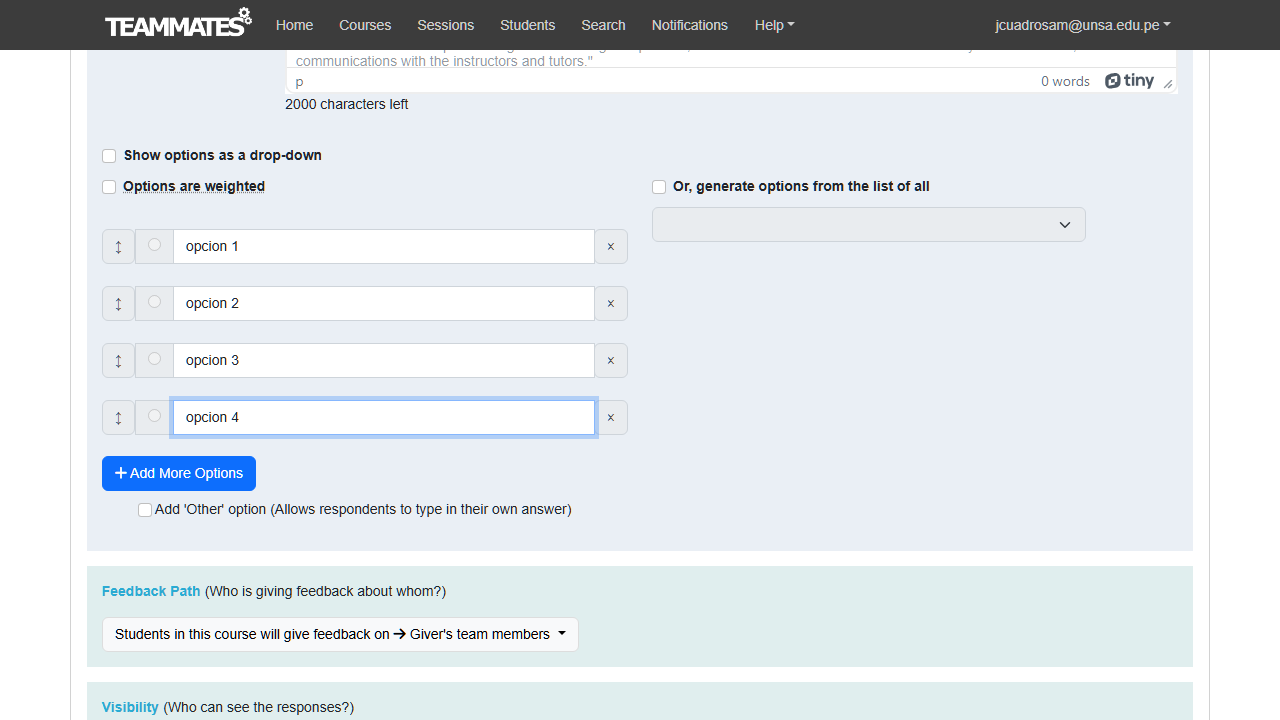 TEAMMATES Home Courses Sessions Students Search Notifications Help jcuadrosam@unsa.edu.pe
communications with the instructors and tutors."
p 0 words tiny
2000 characters left
Show options as a drop-down
Options are weighted Or, generate options from the list of all
opcion 1 x
opcion 2 x
opcion 3 x
opcion 4 x
+ Add More Options
Add 'Other' option (Allows respondents to type in their own answer)
Feedback Path (Who is giving feedback about whom?)
Students in this course will give feedback on → Giver's team members
Visibility (Who can see the responses?)